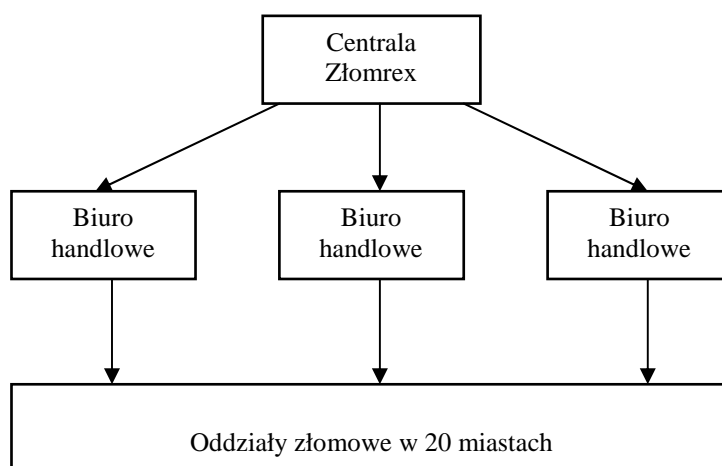 Centrala
Złomrex
Biuro
handlowe
Biuro
handlowe
Biuro
handlowe
Oddziały złomowe w 20 miastach